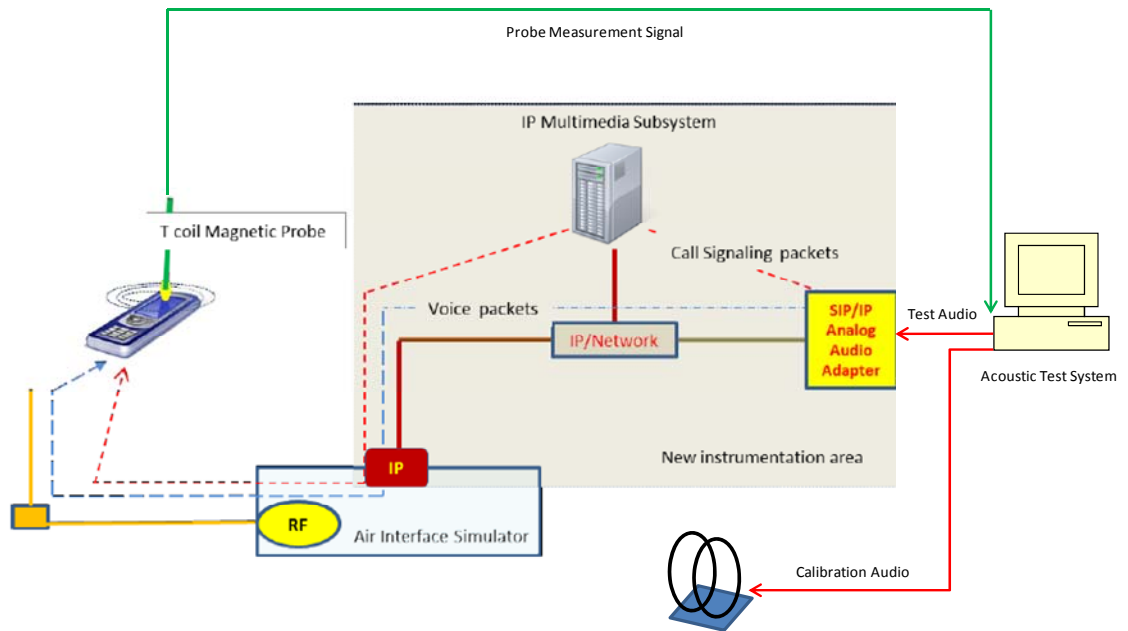 Probe Measurement Signal
IP Multimedia Subsystem
T coil Magnetic Probe
Call Signaling packets
Voice packets
SIP/IP
Analog
Audio
Adapter
Test Audio
IP/Network
Acoustic Test System
IP
New instrumentation area
RF
Air Interface Simulator
Calibration Audio